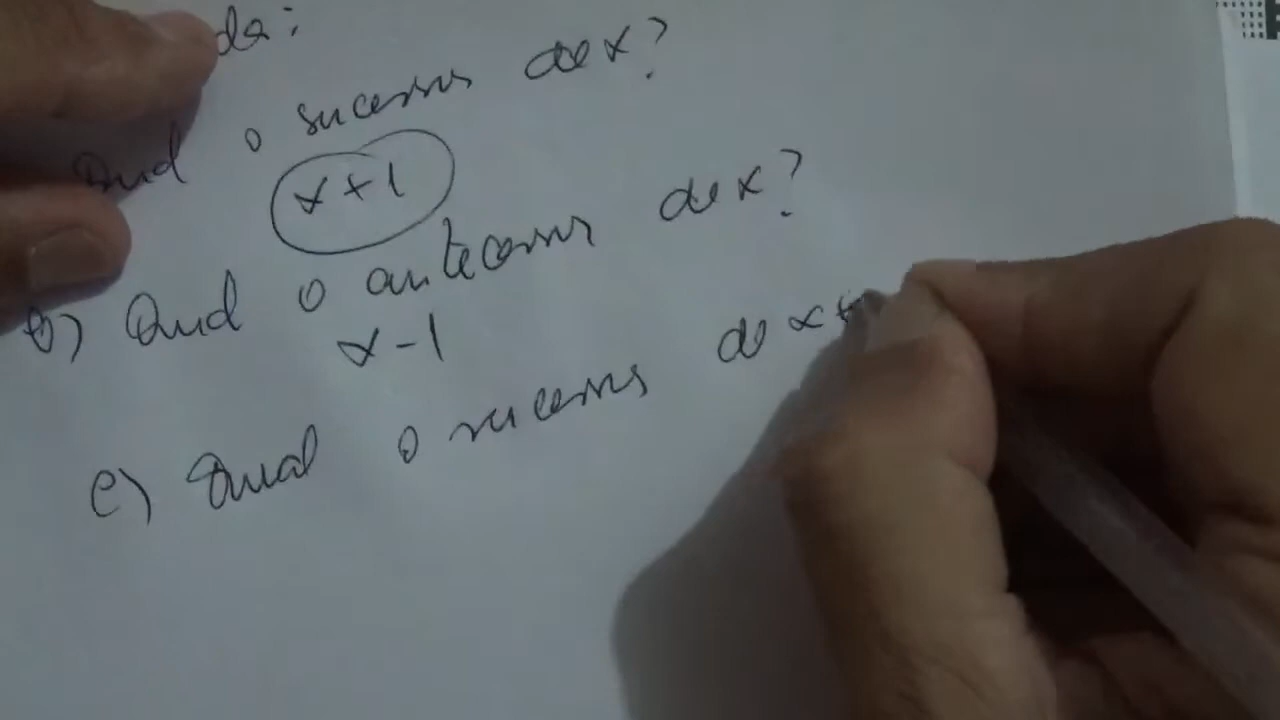 da:
Qual o sucessor de x?
x+1
b) Qual o antecessor de x?
x-1
c) Qual o sucessor de x+